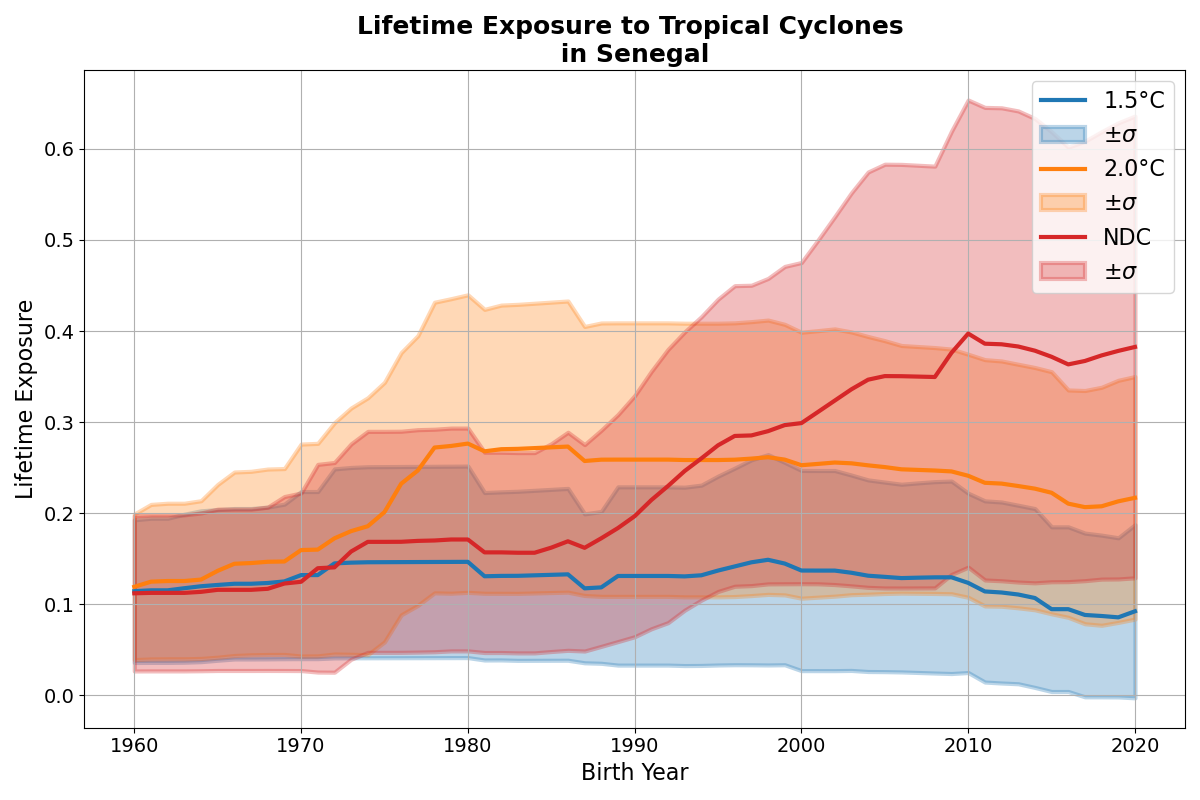 Lifetime Exposure to Tropical Cyclones
in Senegal
Lifetime Exposure
0.6
0.5
0.4
0.3
0.2
0.1
0.0
1960
1970
1980
1990
2000
2010
2020
Birth Year
1.5°C
±σ
2.0°C
±σ
NDC
±σ